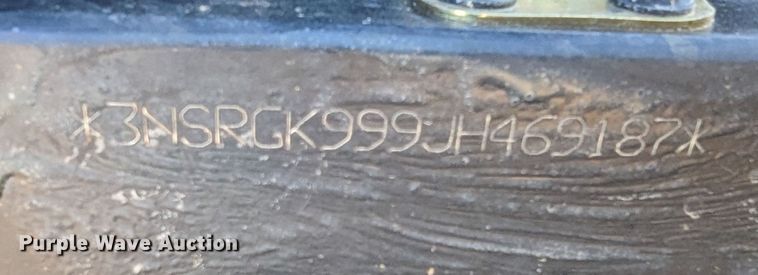 *3NSRGK999JH469187*
Purple Wave Auction